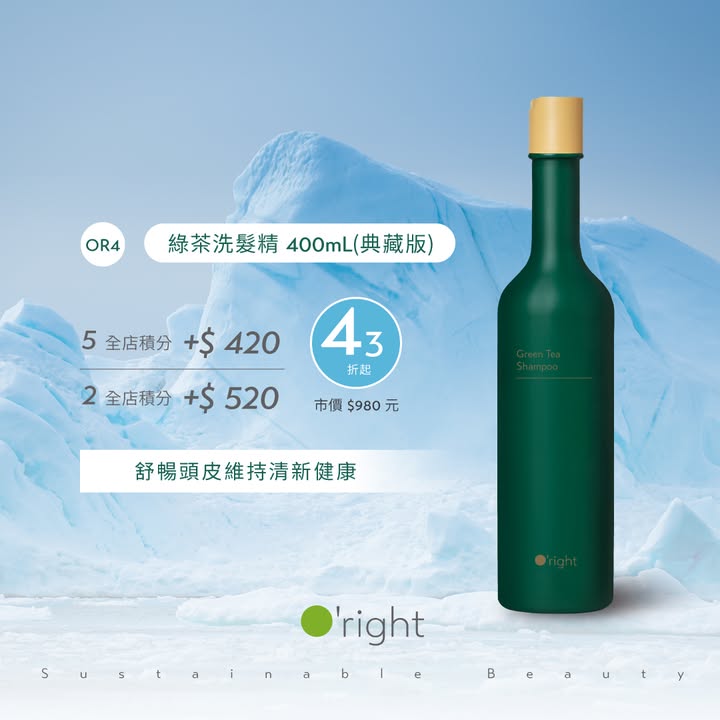 OR4
綠茶洗髮精 400mL(典藏版)
5 全店積分 +$ 420
2 全店積分 +$ 520
43
折起
市價 $980 元
舒暢頭皮維持清新健康
Green Tea
Shampoo
O'right
O'right
Sustainable Beauty